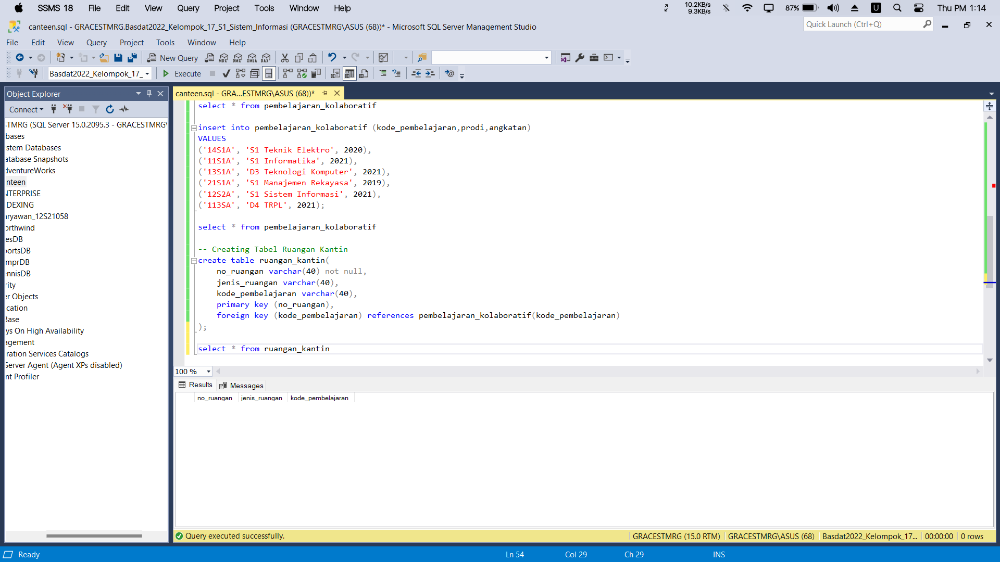 SSMS 18 File Edit View Query Project Tools Window Help 10.2KB/s 9.3KB/s 87% U Thu PM 1:14
canteen.sql - GRACESTMRG.Basdat2022_Kelompok_17_S1_Sistem_Informasi (GRACESTMRG\ASUS (68))* - Microsoft SQL Server Management Studio
Quick Launch (Ctrl+Q)
File Edit View Query Project Tools Window Help
New Query MDX DMX XMLA DAX
Basdat2022_Kelompok_17_ Execute
Object Explorer
Connect
STMRG (SQL Server 15.0.2095.3 - GRACESTMRG\
bases
stem Databases
atabase Snapshots
dventureWorks
anteen
NTERPRISE
DEXING
aryawan_12S21058
orthwind
esDB
ortsDB
mprDB
ennisDB
rity
er Objects
cation
Base
ys On High Availability
agement
ration Services Catalogs
Server Agent (Agent XPs disabled)
nt Profiler
canteen.sql - GRA...ESTMRG\ASUS (68))*
select * from pembelajaran_kolaboratif
insert into pembelajaran_kolaboratif (kode_pembelajaran,prodi,angkatan)
VALUES
('14S1A', 'S1 Teknik Elektro', 2020),
('11S1A', 'S1 Informatika', 2021),
('13S1A', 'D3 Teknologi Komputer', 2021),
('21S1A', 'S1 Manajemen Rekayasa', 2019),
('12S2A', 'S1 Sistem Informasi', 2021),
('113SA', 'D4 TRPL', 2021);
select * from pembelajaran_kolaboratif
-- Creating Tabel Ruangan Kantin
create table ruangan_kantin(
no_ruangan varchar(40) not null,
jenis_ruangan varchar(40),
kode_pembelajaran varchar(40),
primary key (no_ruangan),
foreign key (kode_pembelajaran) references pembelajaran_kolaboratif(kode_pembelajaran)
);
select * from ruangan_kantin
100 %
Results Messages
no_ruangan jenis_ruangan kode_pembelajaran
Query executed successfully. GRACESTMRG (15.0 RTM) GRACESTMRG\ASUS (68) Basdat2022_Kelompok_17... 00:00:00 0 rows
Ready Ln 54 Col 29 Ch 29 INS